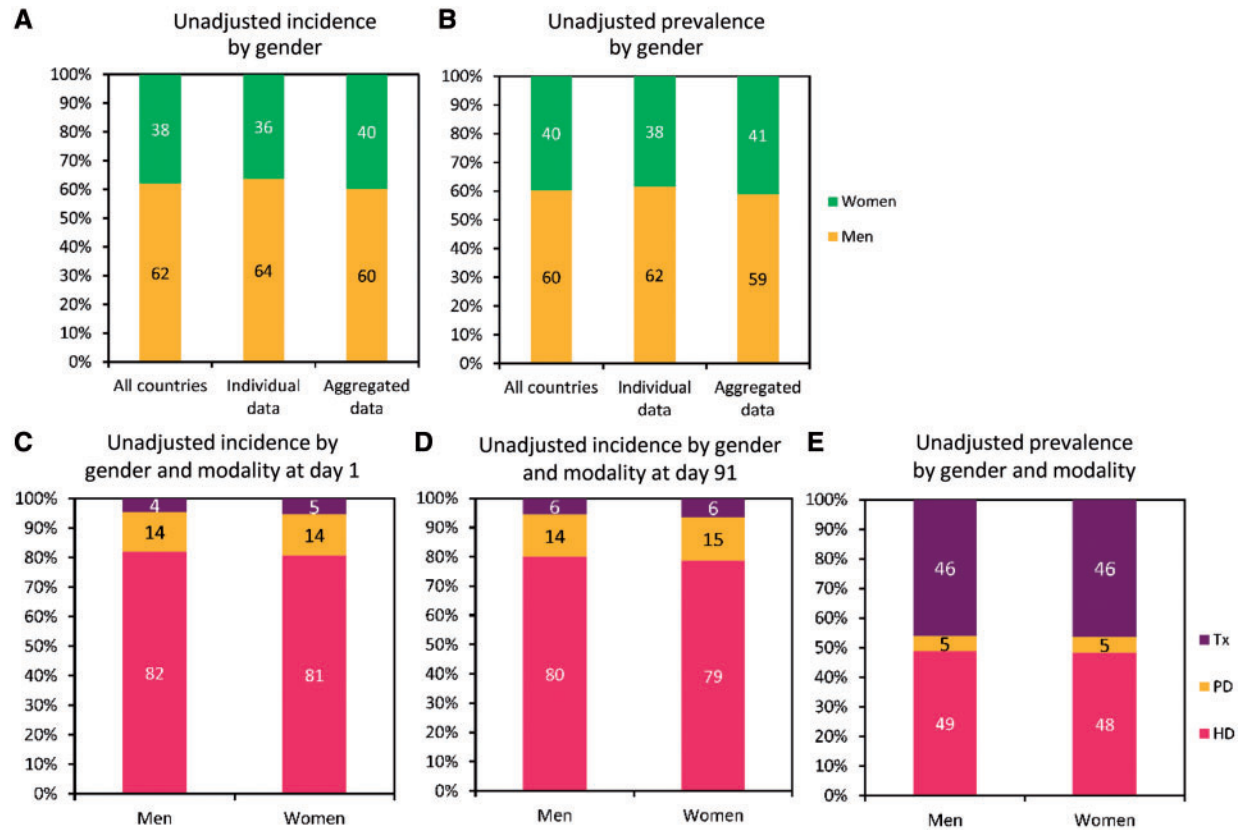 A
Unadjusted incidence
by gender
100%
90%
80%
70%
60%
50%
40%
30%
20%
10%
0%
38
36
40
62
64
60
All countries
Individual
data
Aggregated
data
B
Unadjusted prevalence
by gender
100%
90%
80%
70%
60%
50%
40%
30%
20%
10%
0%
40
38
41
60
62
59
All countries
Individual
data
Aggregated
data
Women
Men
C
Unadjusted incidence by
gender and modality at day 1
100%
90%
80%
70%
60%
50%
40%
30%
20%
10%
0%
4
5
14
14
82
81
Men
Women
D
Unadjusted incidence by gender
and modality at day 91
100%
90%
80%
70%
60%
50%
40%
30%
20%
10%
0%
6
6
14
15
80
79
Men
Women
E
Unadjusted prevalence
by gender and modality
100%
90%
80%
70%
60%
50%
40%
30%
20%
10%
0%
46
46
5
5
49
48
Men
Women
Tx
PD
HD